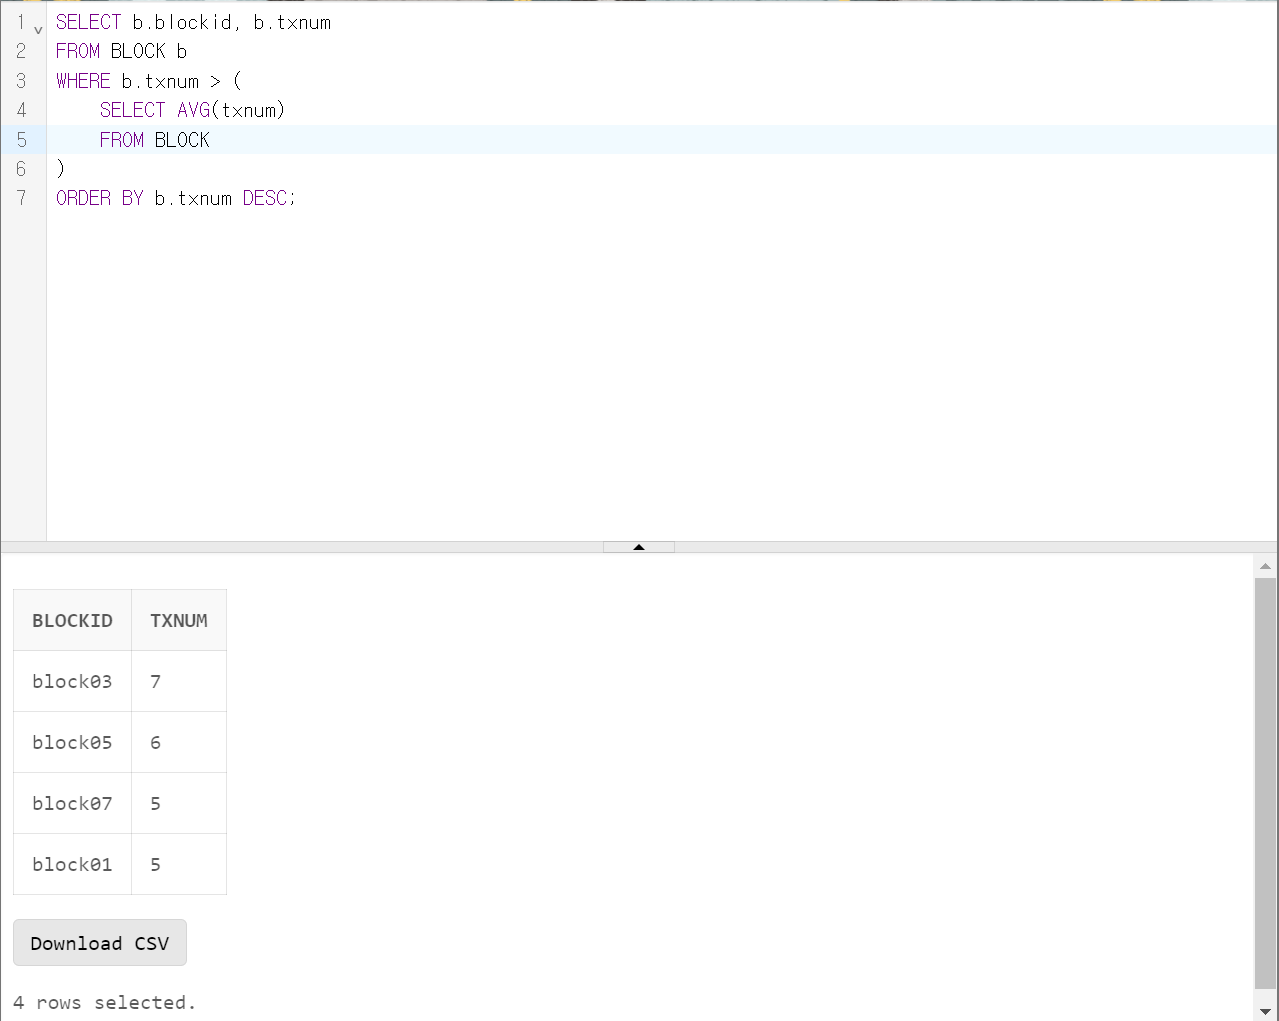 1 SELECT b.blockid, b.txnum
2 FROM BLOCK b
3 WHERE b.txnum > (
4     SELECT AVG(txnum)
5     FROM BLOCK
6 )
7 ORDER BY b.txnum DESC;
BLOCKID TXNUM
block03 7
block05 6
block07 5
block01 5
Download CSV
4 rows selected.